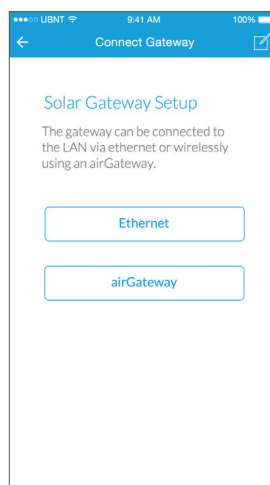 UBNT 9:41 AM 100%
Connect Gateway
Solar Gateway Setup
The gateway can be connected to
the LAN via ethernet or wirelessly
using an airGateway.
Ethernet
airGateway